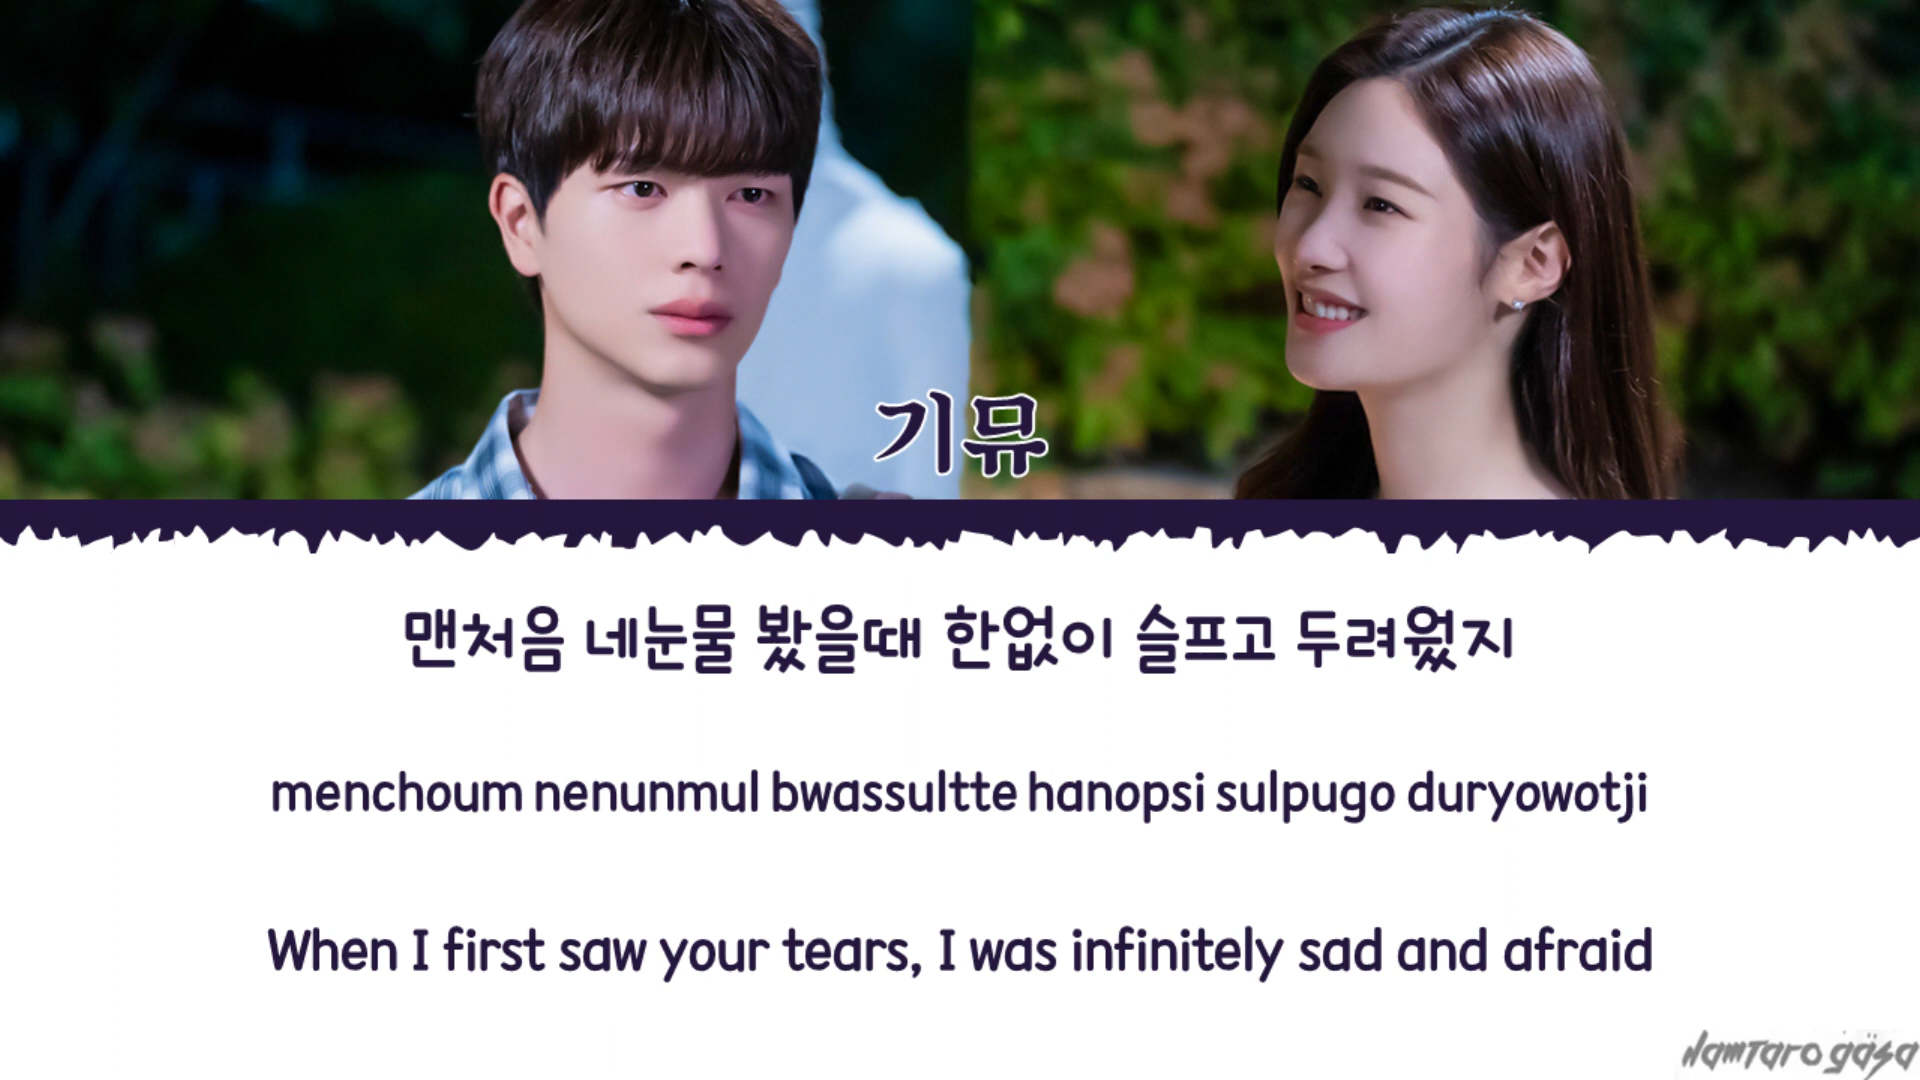 기뮤
맨처음 네눈물 봤을때 한없이 슬프고 두려웠지
menchoum nenunmul bwassultte hanopsi sulpugo duryowotji
When I first saw your tears, I was infinitely sad and afraid
Hamtaro gäsa